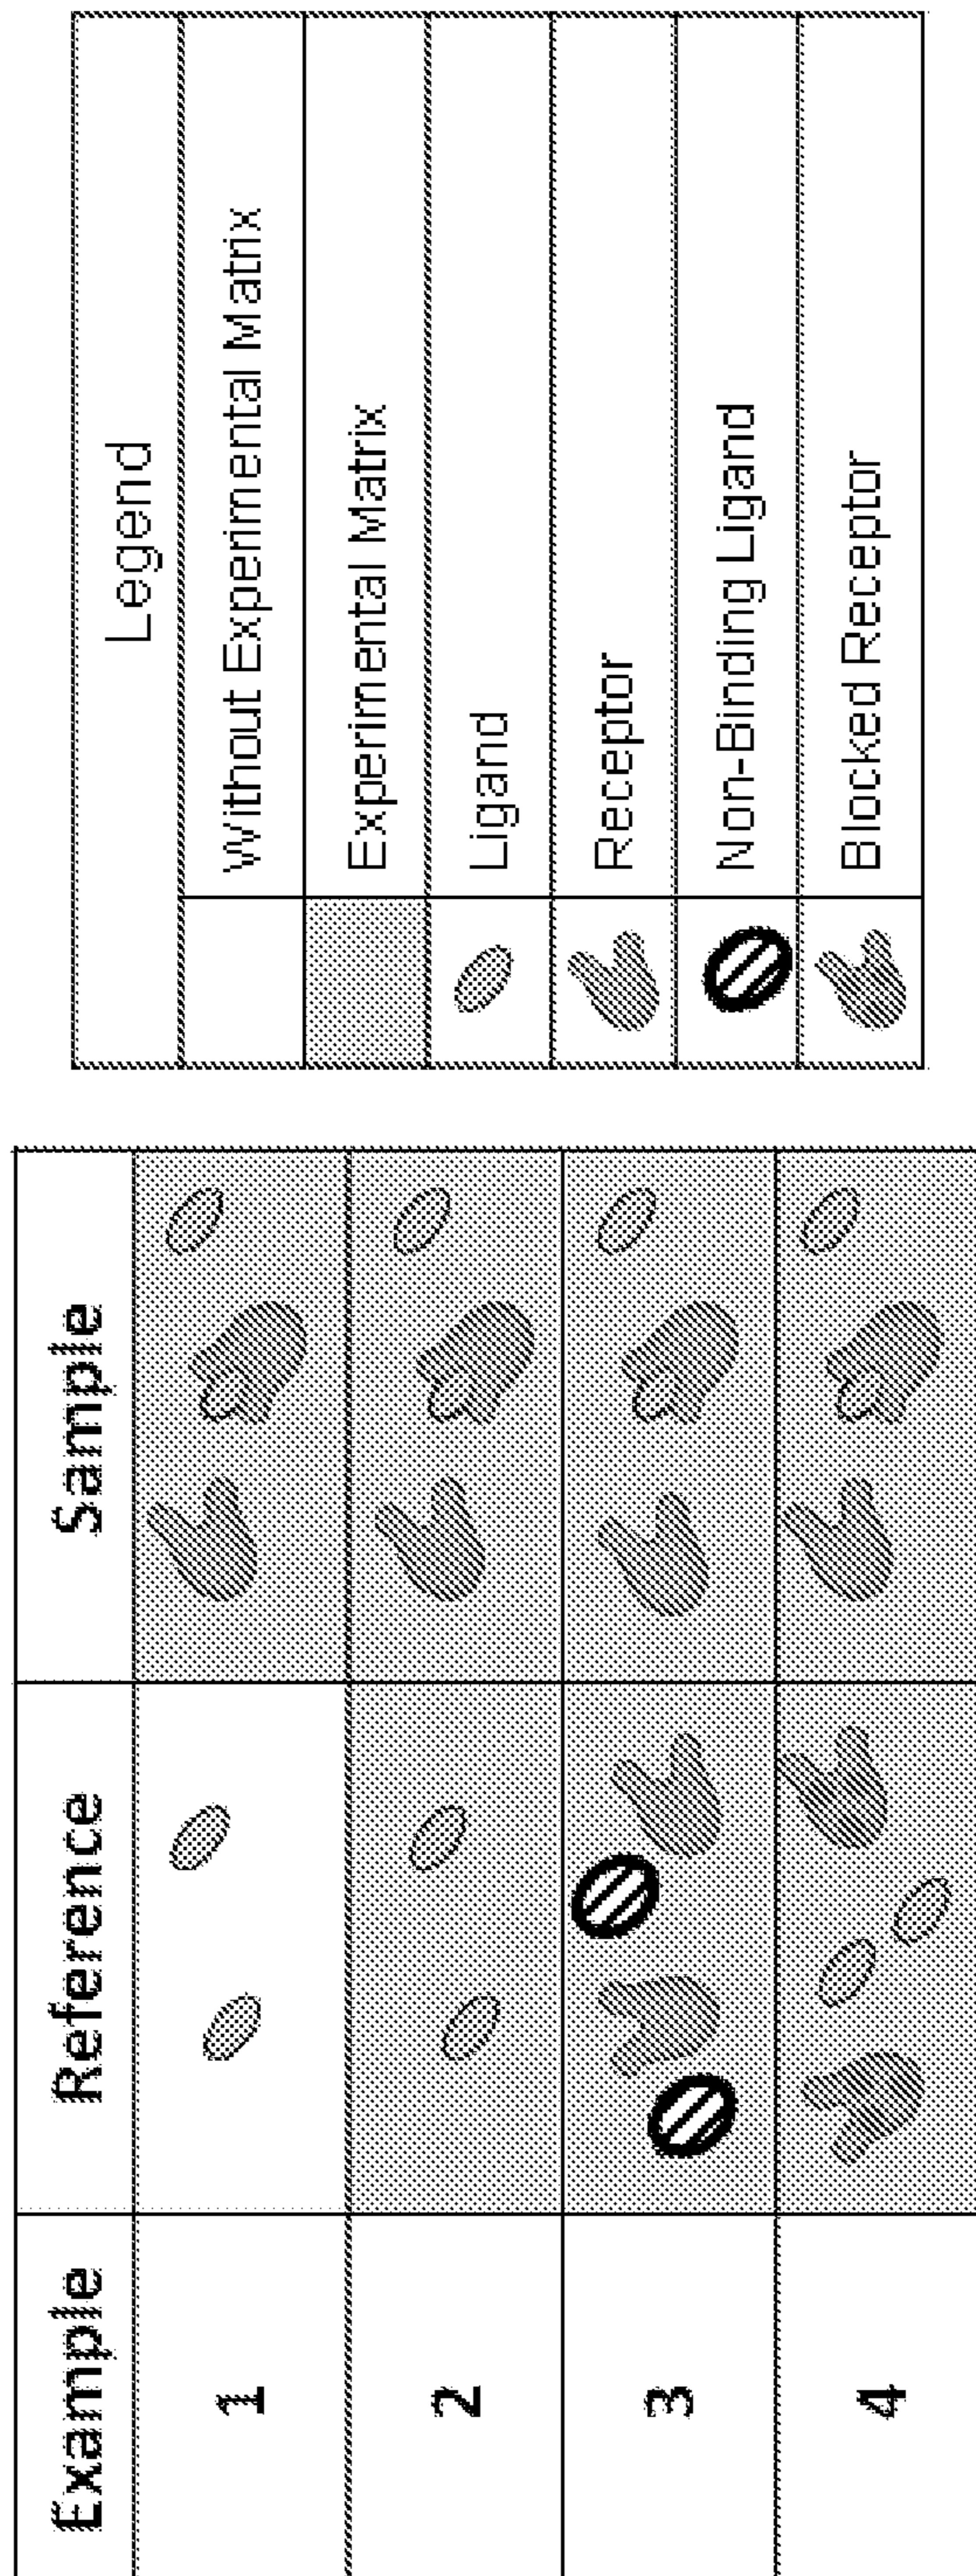 Example Reference Sample
1
2
3
4
Legend
Without Experimental Matrix
Experimental Matrix
Ligand
Receptor
Non-Binding Ligand
Blocked Receptor